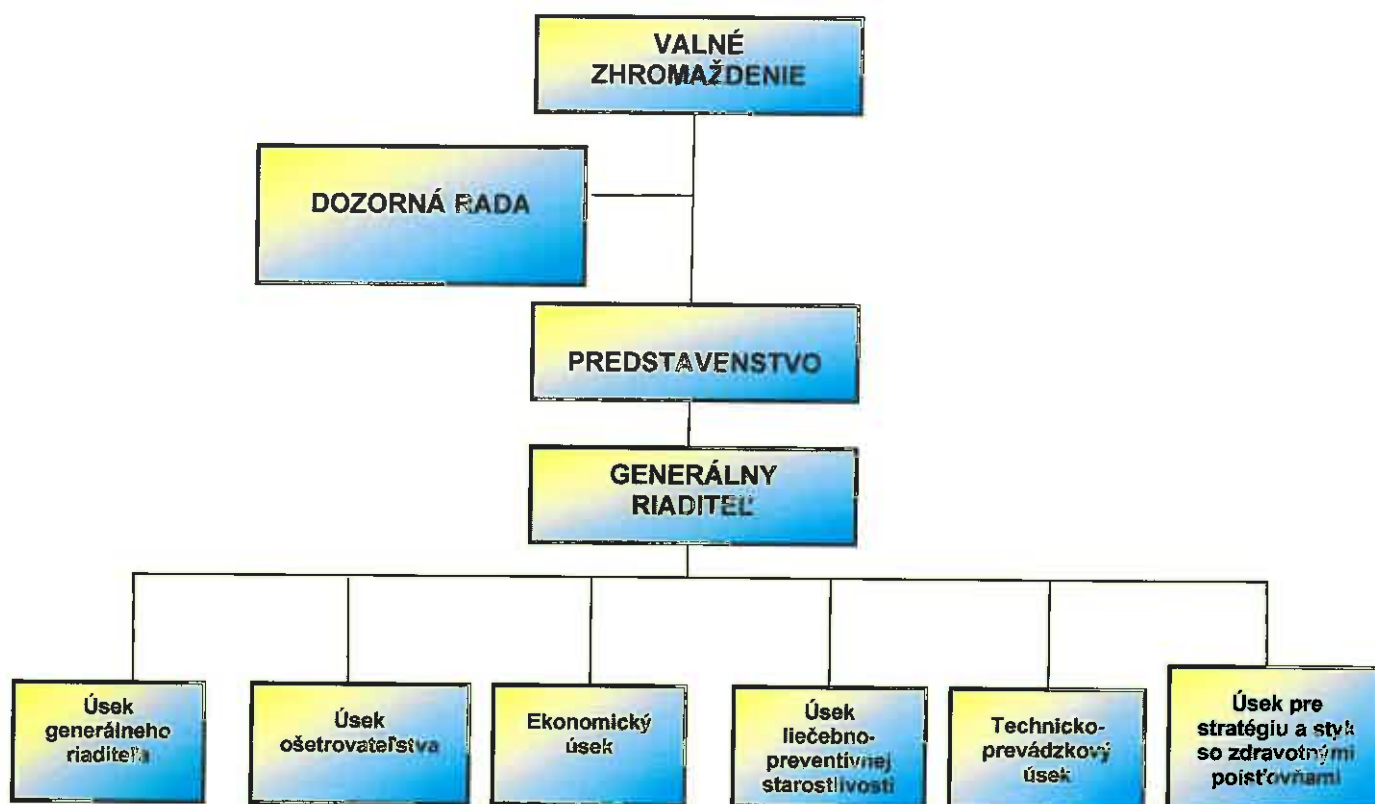 VALNÉ
ZHROMAŽDENIE
DOZORNÁ RADA
PREDSTAVENSTVO
GENERÁLNY
RIADITEĽ
Úsek
generálneho
riaditeľa
Úsek
ošetrovateľstva
Ekonomický
úsek
Úsek
liečebno-
preventívnej
starostlivosti
Technicko-
prevádzkový
úsek
Úsek pre
stratégiu a styk
so zdravotnými
poisťovňami